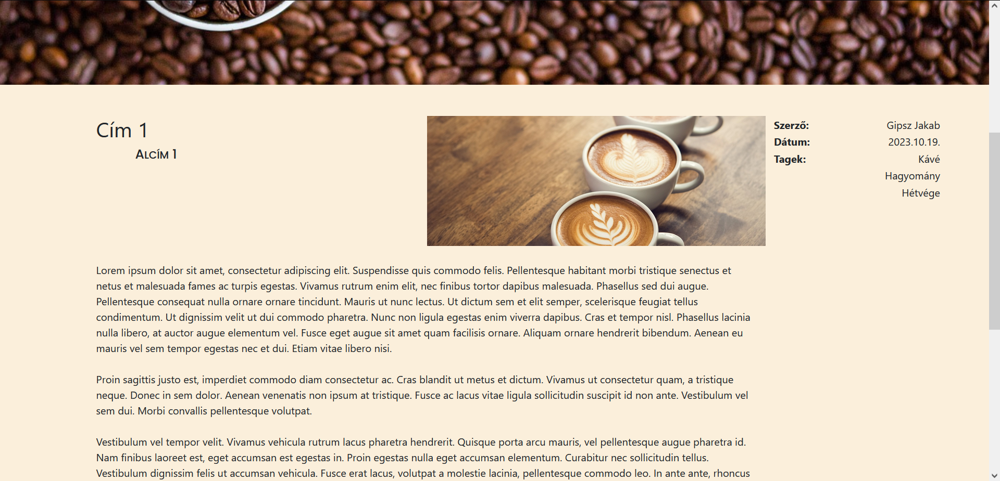 Cím 1
Alcím 1
Szerző: Gipsz Jakab
Dátum: 2023.10.19.
Tagek: Kávé
Hagyomány
Hétvége
Lorem ipsum dolor sit amet, consectetur adipiscing elit. Suspendisse quis commodo felis. Pellentesque habitant morbi tristique senectus et
netus et malesuada fames ac turpis egestas. Vivamus rutrum enim elit, nec finibus tortor dapibus malesuada. Phasellus sed dui augue.
Pellentesque consequat nulla ornare ornare tincidunt. Mauris ut nunc lectus. Ut dictum sem et elit semper, scelerisque feugiat tellus
condimentum. Ut dignissim velit ut dui commodo pharetra. Nunc non ligula egestas enim viverra dapibus. Cras et tempor nisl. Phasellus lacinia
nulla libero, at auctor augue elementum vel. Fusce eget augue sit amet quam facilisis ornare. Aliquam ornare hendrerit bibendum. Aenean eu
mauris vel sem tempor egestas nec et dui. Etiam vitae libero nisi.
Proin sagittis justo est, imperdiet commodo diam consectetur ac. Cras blandit ut metus et dictum. Vivamus ut consectetur quam, a tristique
neque. Donec in sem dolor. Aenean venenatis non ipsum at tristique. Fusce ac lacus vitae ligula sollicitudin suscipit id non ante. Vestibulum vel
sem dui. Morbi convallis pellentesque volutpat.
Vestibulum vel tempor velit. Vivamus vehicula rutrum lacus pharetra hendrerit. Quisque porta arcu mauris, vel pellentesque augue pharetra id.
Nam finibus laoreet est, eget accumsan est egestas in. Proin egestas nulla eget accumsan elementum. Curabitur nec sollicitudin tellus.
Vestibulum dignissim felis ut accumsan vehicula. Fusce erat lacus, volutpat a molestie lacinia, pellentesque commodo leo. In ante ante, rhoncus